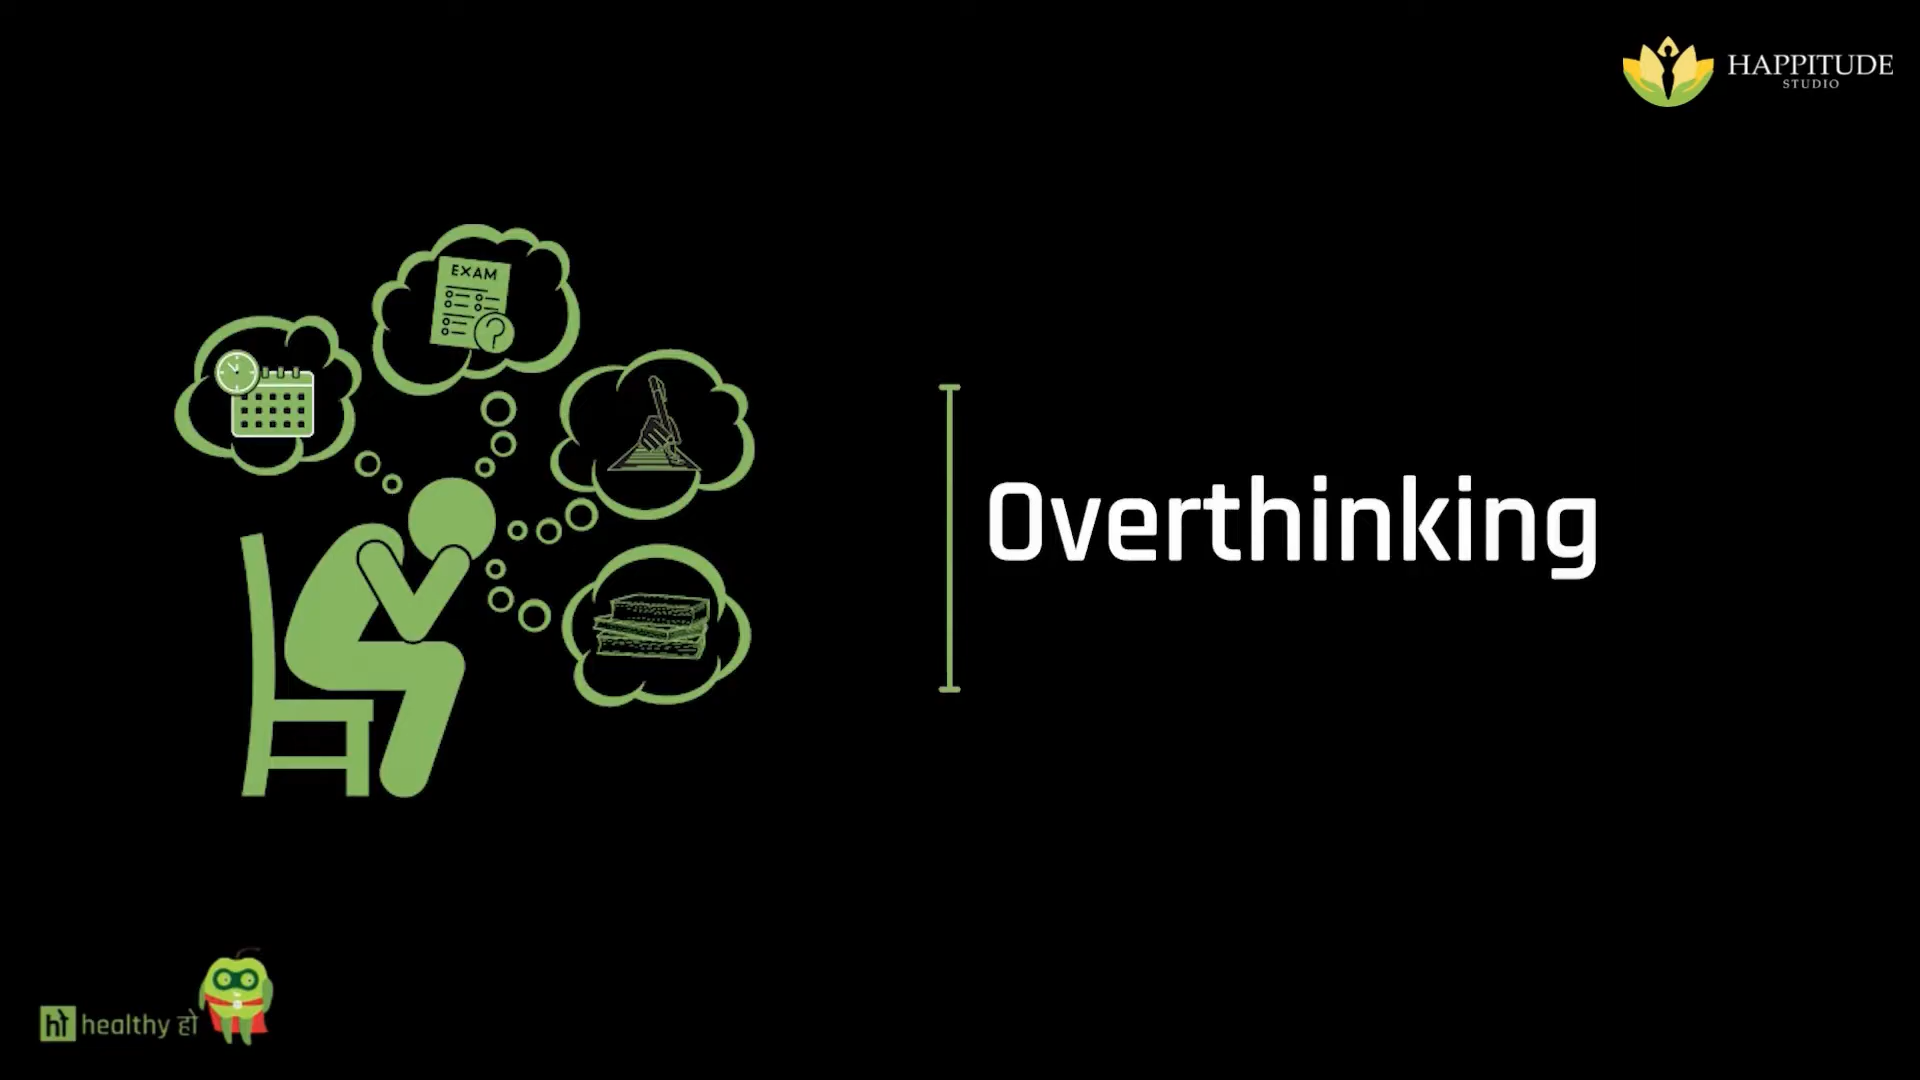 HAPPITUDE
STUDIO
EXAM
?
Overthinking
हो healthy हो